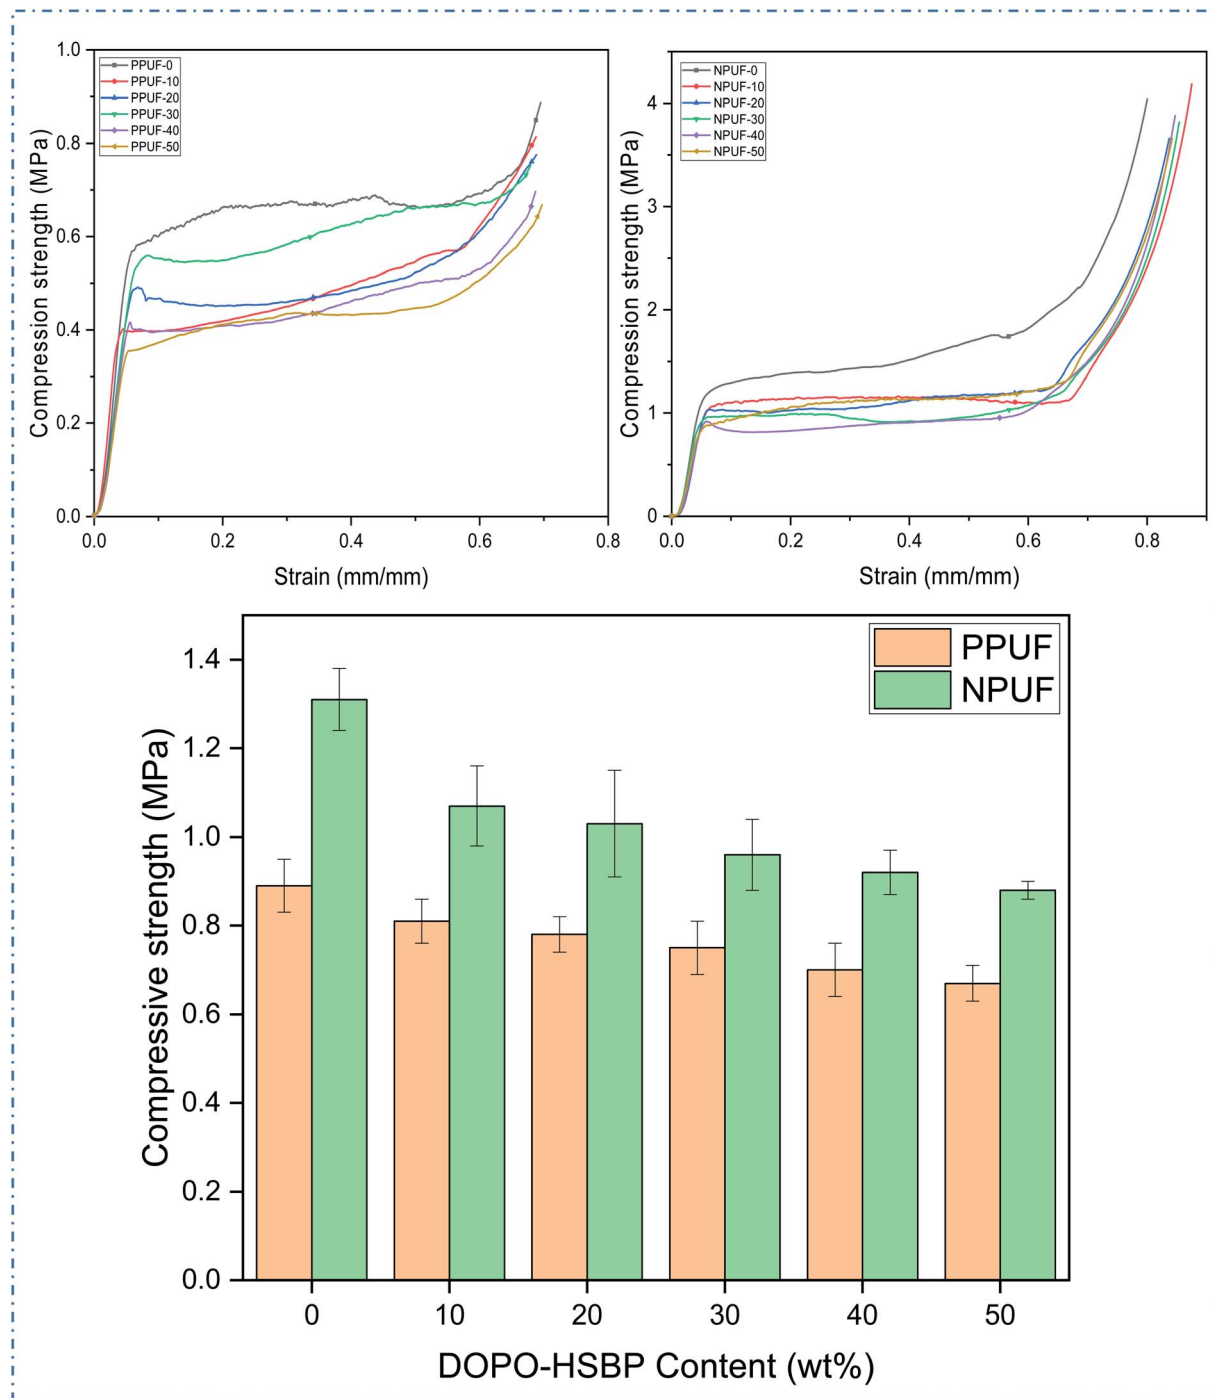 Compression strength (MPa)
1.0
0.8
0.6
0.4
0.2
0.0
PPUF-0
PPUF-10
PPUF-20
PPUF-30
PPUF-40
PPUF-50
0.0 0.2 0.4 0.6 0.8
Strain (mm/mm)
Compression strength (MPa)
4
3
2
1
0
NPUF-0
NPUF-10
NPUF-20
NPUF-30
NPUF-40
NPUF-50
0.0 0.2 0.4 0.6 0.8
Strain (mm/mm)
Compressive strength (MPa)
1.4
1.2
1.0
0.8
0.6
0.4
0.2
0.0
PPUF
NPUF
0 10 20 30 40 50
DOPO-HSBP Content (wt%)